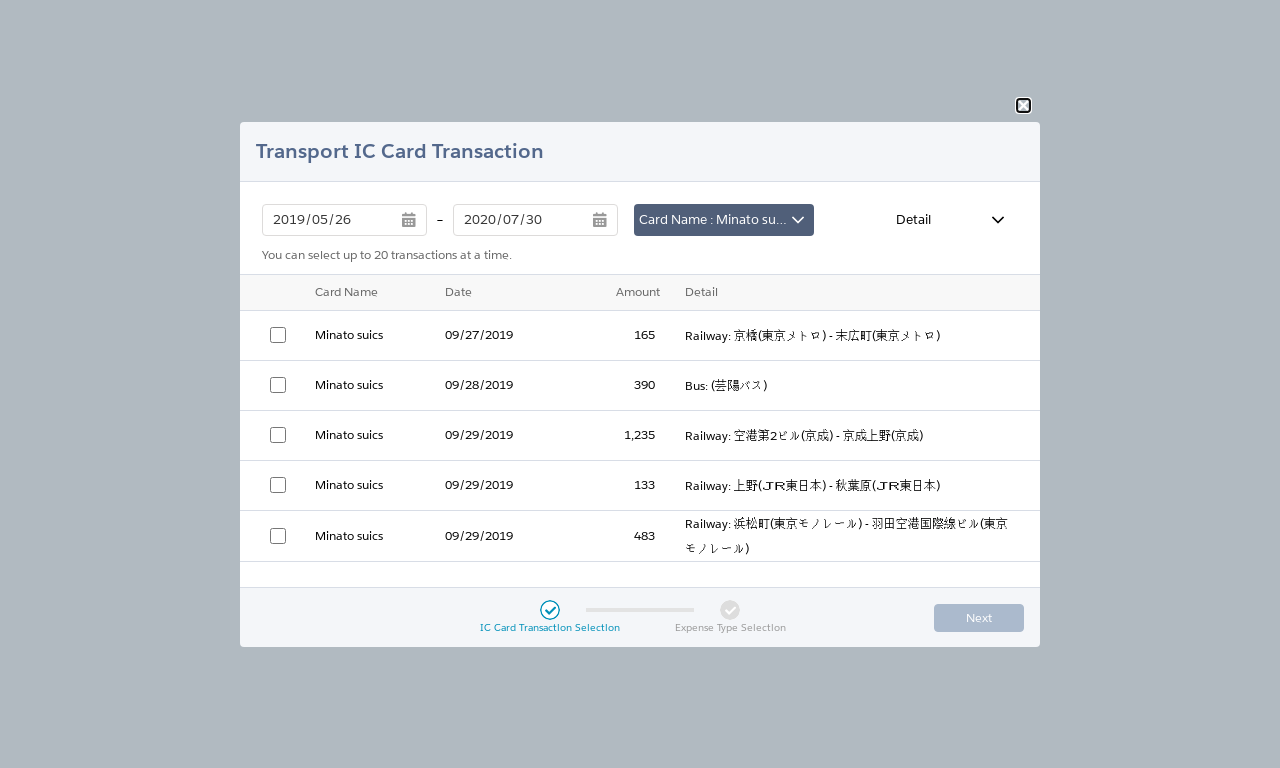 Transport IC Card Transaction
2019/05/26 – 2020/07/30 Card Name : Minato su... Detail
You can select up to 20 transactions at a time.
Card Name Date Amount Detail
Minato suics 09/27/2019 165 Railway: 京橋(東京メトロ) - 末広町(東京メトロ)
Minato suics 09/28/2019 390 Bus: (芸陽バス)
Minato suics 09/29/2019 1,235 Railway: 空港第2ビル(京成) - 京成上野(京成)
Minato suics 09/29/2019 133 Railway: 上野(JR東日本) - 秋葉原(JR東日本)
Minato suics 09/29/2019 483 Railway: 浜松町(東京モノレール) - 羽田空港国際線ビル(東京
モノレール)
IC Card Transaction Selection Expense Type Selection Next